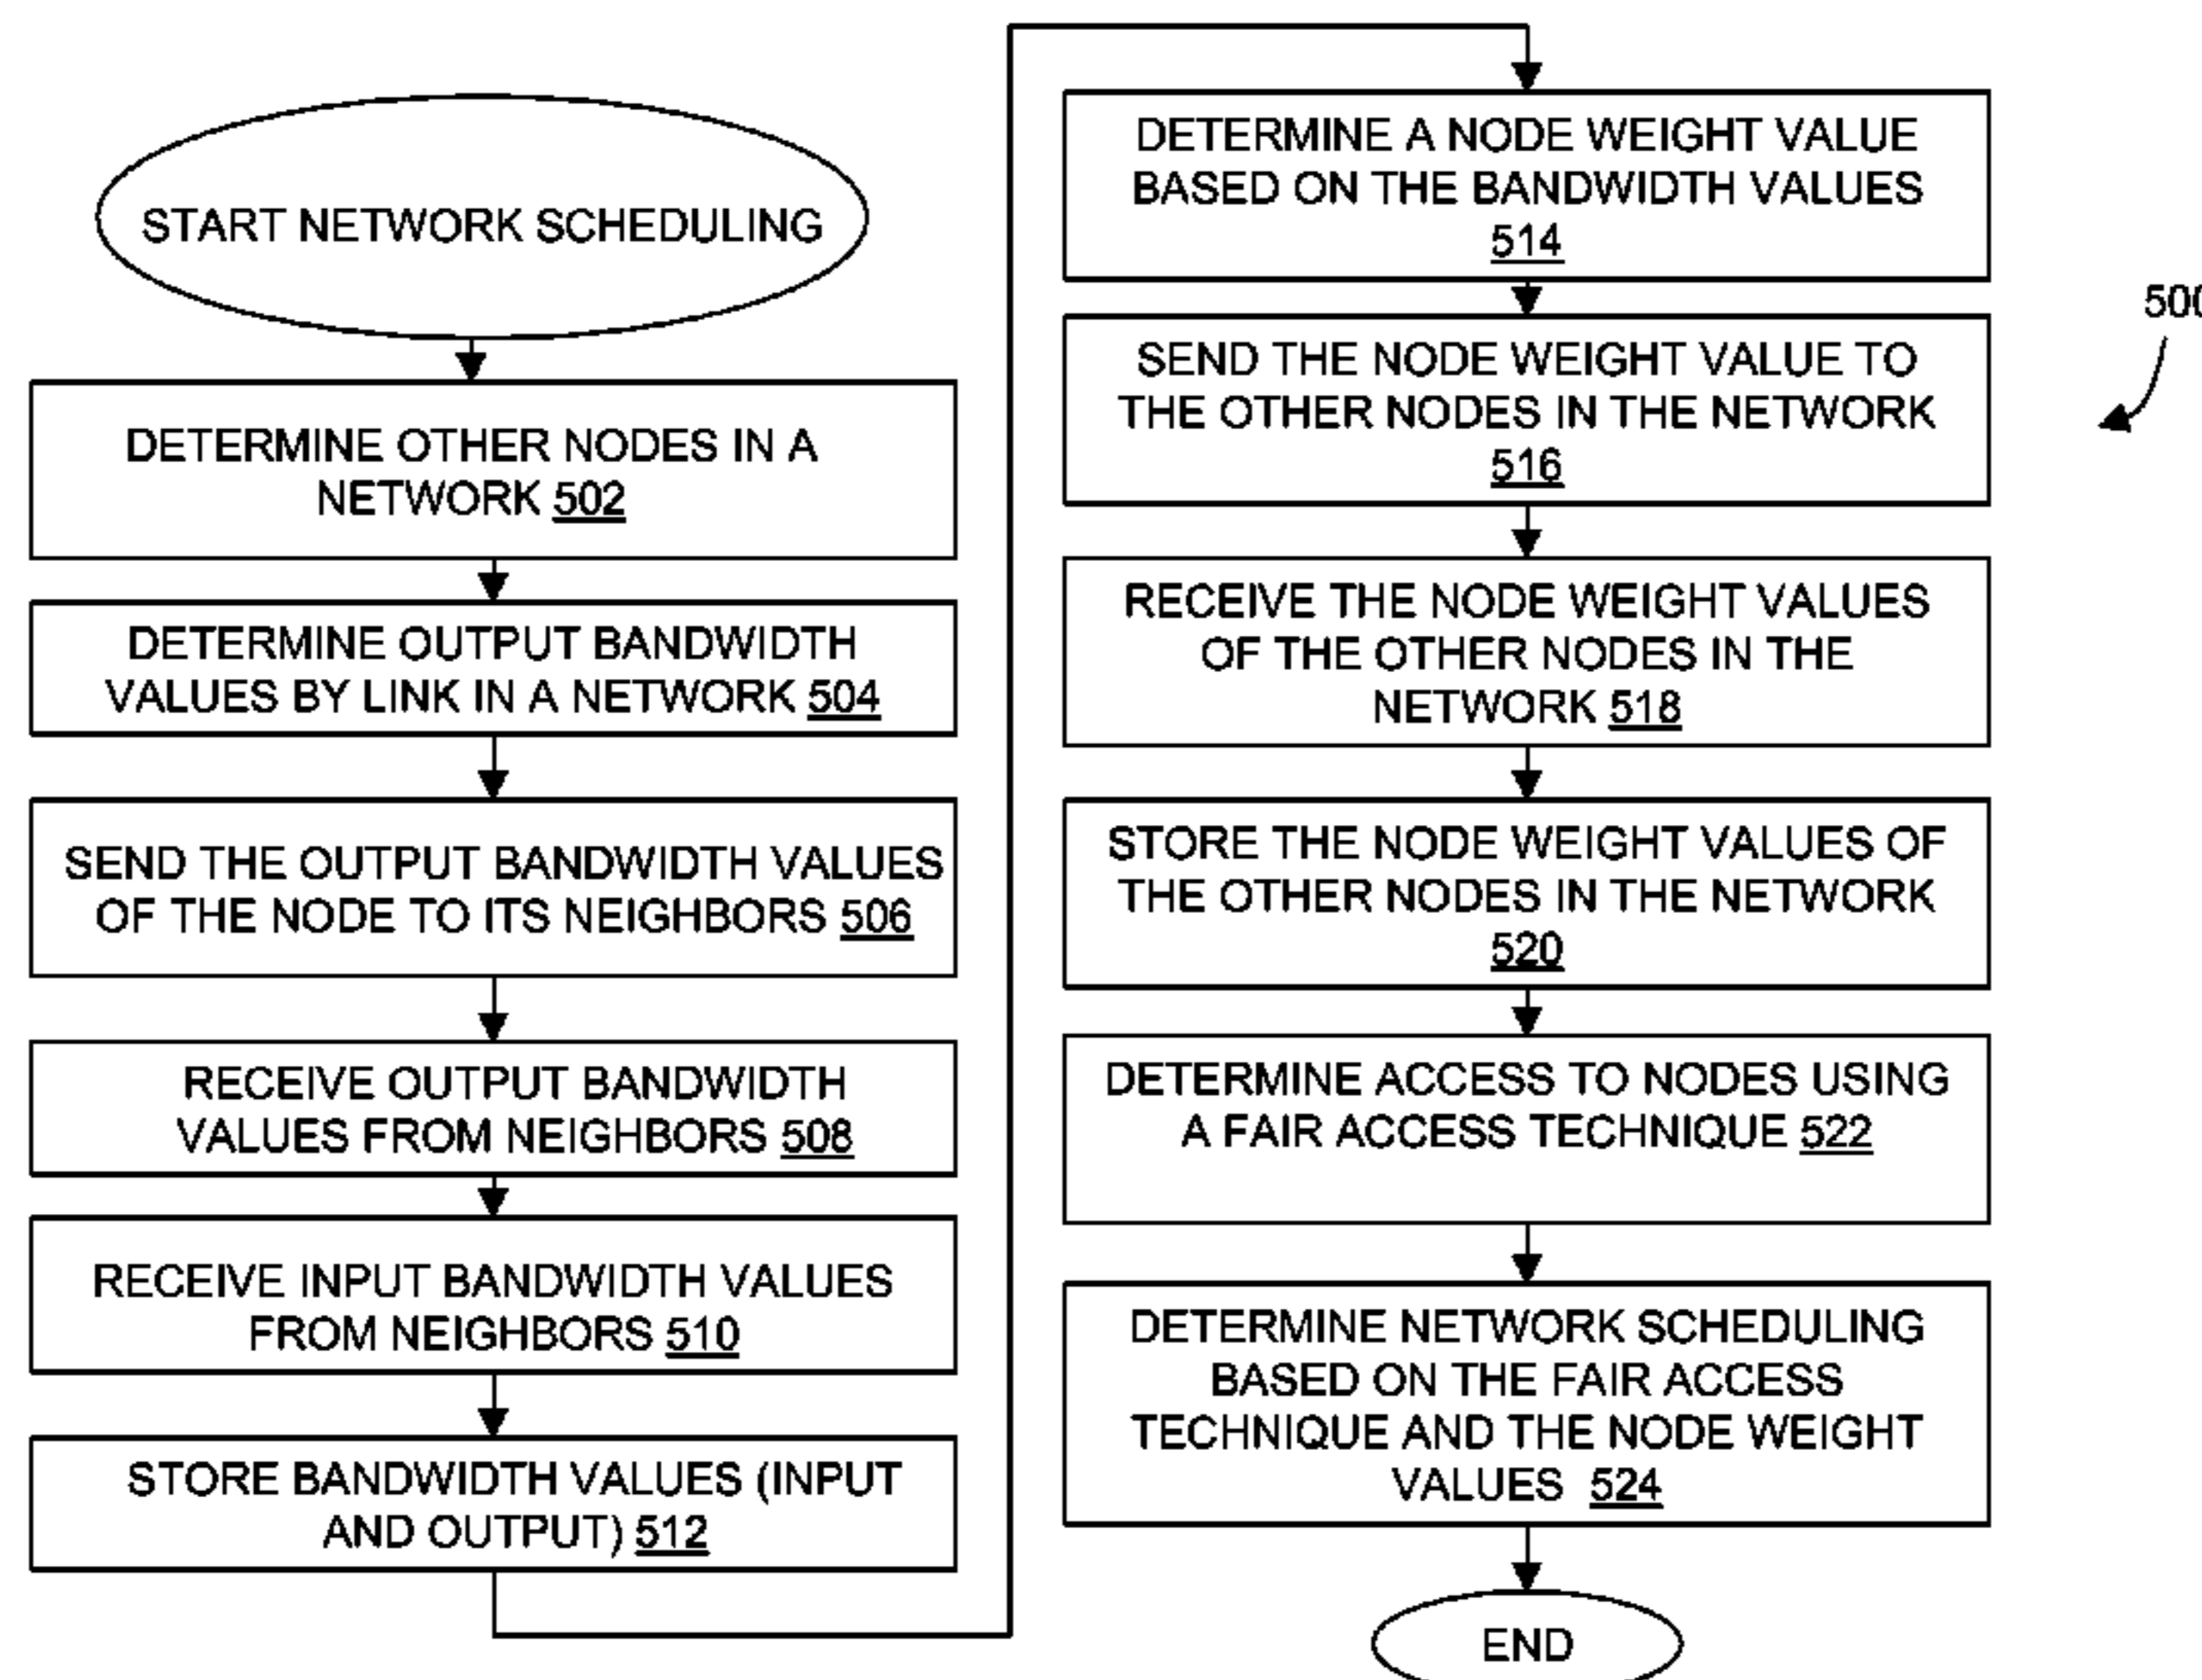 START NETWORK SCHEDULING
DETERMINE OTHER NODES IN A
NETWORK 502
DETERMINE OUTPUT BANDWIDTH
VALUES BY LINK IN A NETWORK 504
SEND THE OUTPUT BANDWIDTH VALUES
OF THE NODE TO ITS NEIGHBORS 506
RECEIVE OUTPUT BANDWIDTH
VALUES FROM NEIGHBORS 508
RECEIVE INPUT BANDWIDTH VALUES
FROM NEIGHBORS 510
STORE BANDWIDTH VALUES (INPUT
AND OUTPUT) 512
DETERMINE A NODE WEIGHT VALUE
BASED ON THE BANDWIDTH VALUES
514
SEND THE NODE WEIGHT VALUE TO
THE OTHER NODES IN THE NETWORK
516
RECEIVE THE NODE WEIGHT VALUES
OF THE OTHER NODES IN THE
NETWORK 518
STORE THE NODE WEIGHT VALUES OF
THE OTHER NODES IN THE NETWORK
520
DETERMINE ACCESS TO NODES USING
A FAIR ACCESS TECHNIQUE 522
DETERMINE NETWORK SCHEDULING
BASED ON THE FAIR ACCESS
TECHNIQUE AND THE NODE WEIGHT
VALUES 524
END
500